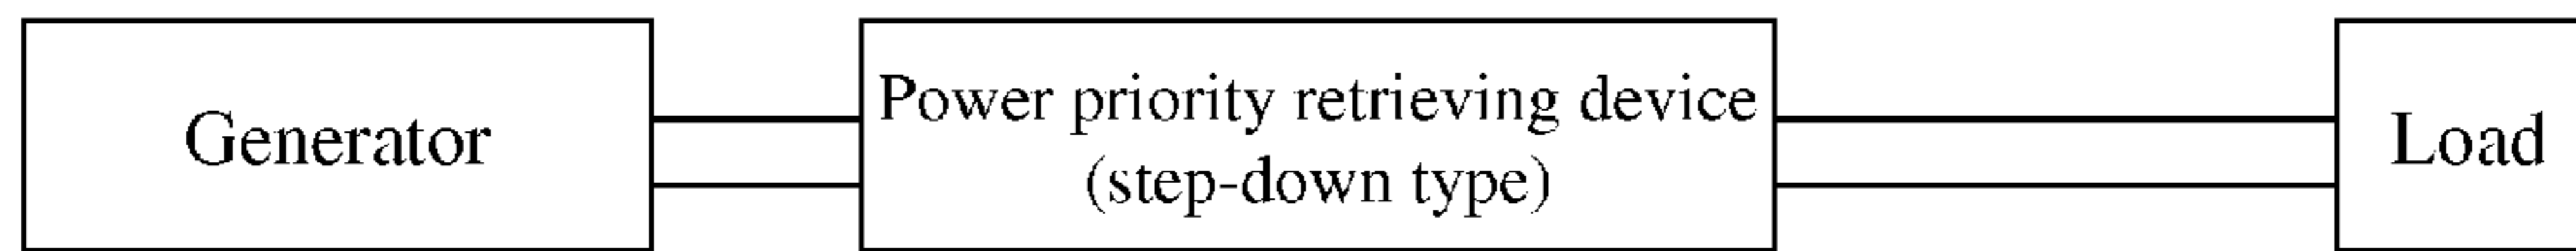 Generator
Power priority retrieving device
(step-down type)
Load